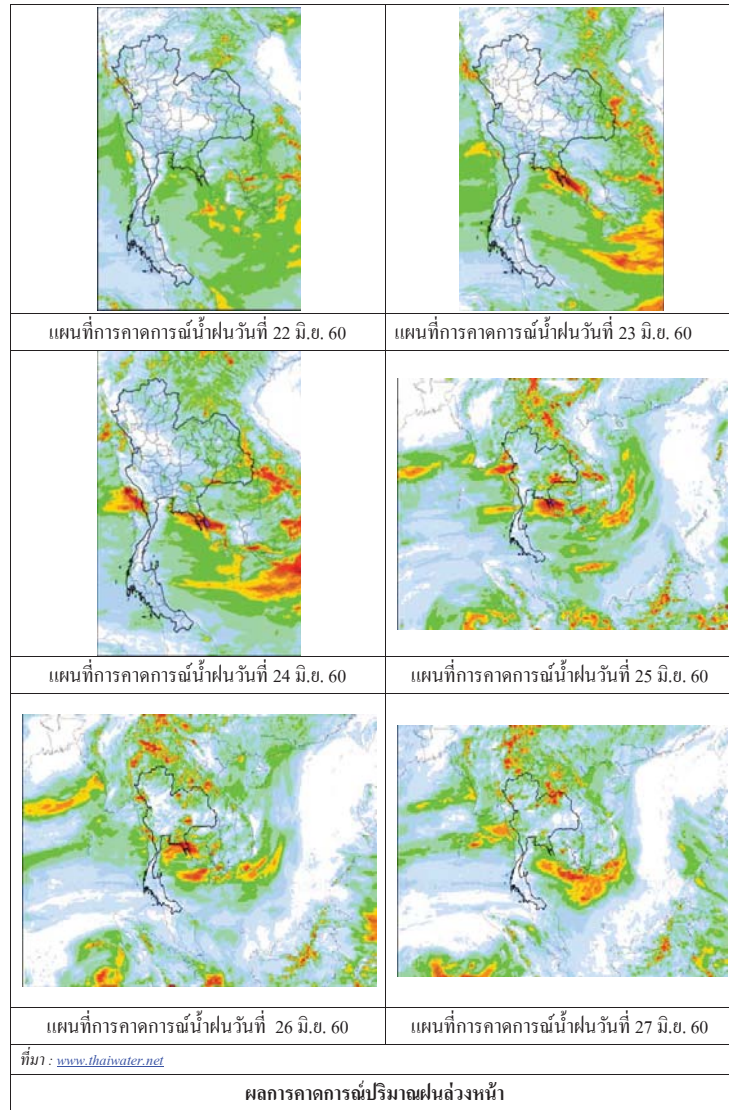 แผนที่การคาดการณ์น้ำฝนวันที่ 22 มิ.ย. 60
แผนที่การคาดการณ์น้ำฝนวันที่ 23 มิ.ย. 60
แผนที่การคาดการณ์น้ำฝนวันที่ 24 มิ.ย. 60
แผนที่การคาดการณ์น้ำฝนวันที่ 25 มิ.ย. 60
แผนที่การคาดการณ์น้ำฝนวันที่ 26 มิ.ย. 60
แผนที่การคาดการณ์น้ำฝนวันที่ 27 มิ.ย. 60
ที่มา : www.thaiwater.net
ผลการคาดการณ์ปริมาณฝนล่วงหน้า